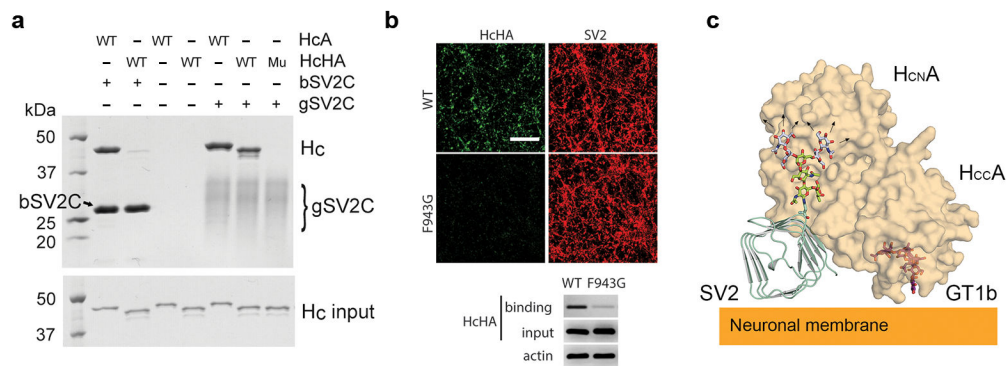 a
WT – WT – WT – – HcA
– WT – WT – WT Mu HcHA
+ + – – – – – bSV2C
– – – – + + + gSV2C
kDa
50
37
25
20
Hc
bSV2C
gSV2C
50
37
Hc input
b
HcHA SV2
WT
F943G
WT F943G
HcHA
binding
input
actin
c
HCNA
HCCA
SV2
GT1b
Neuronal membrane